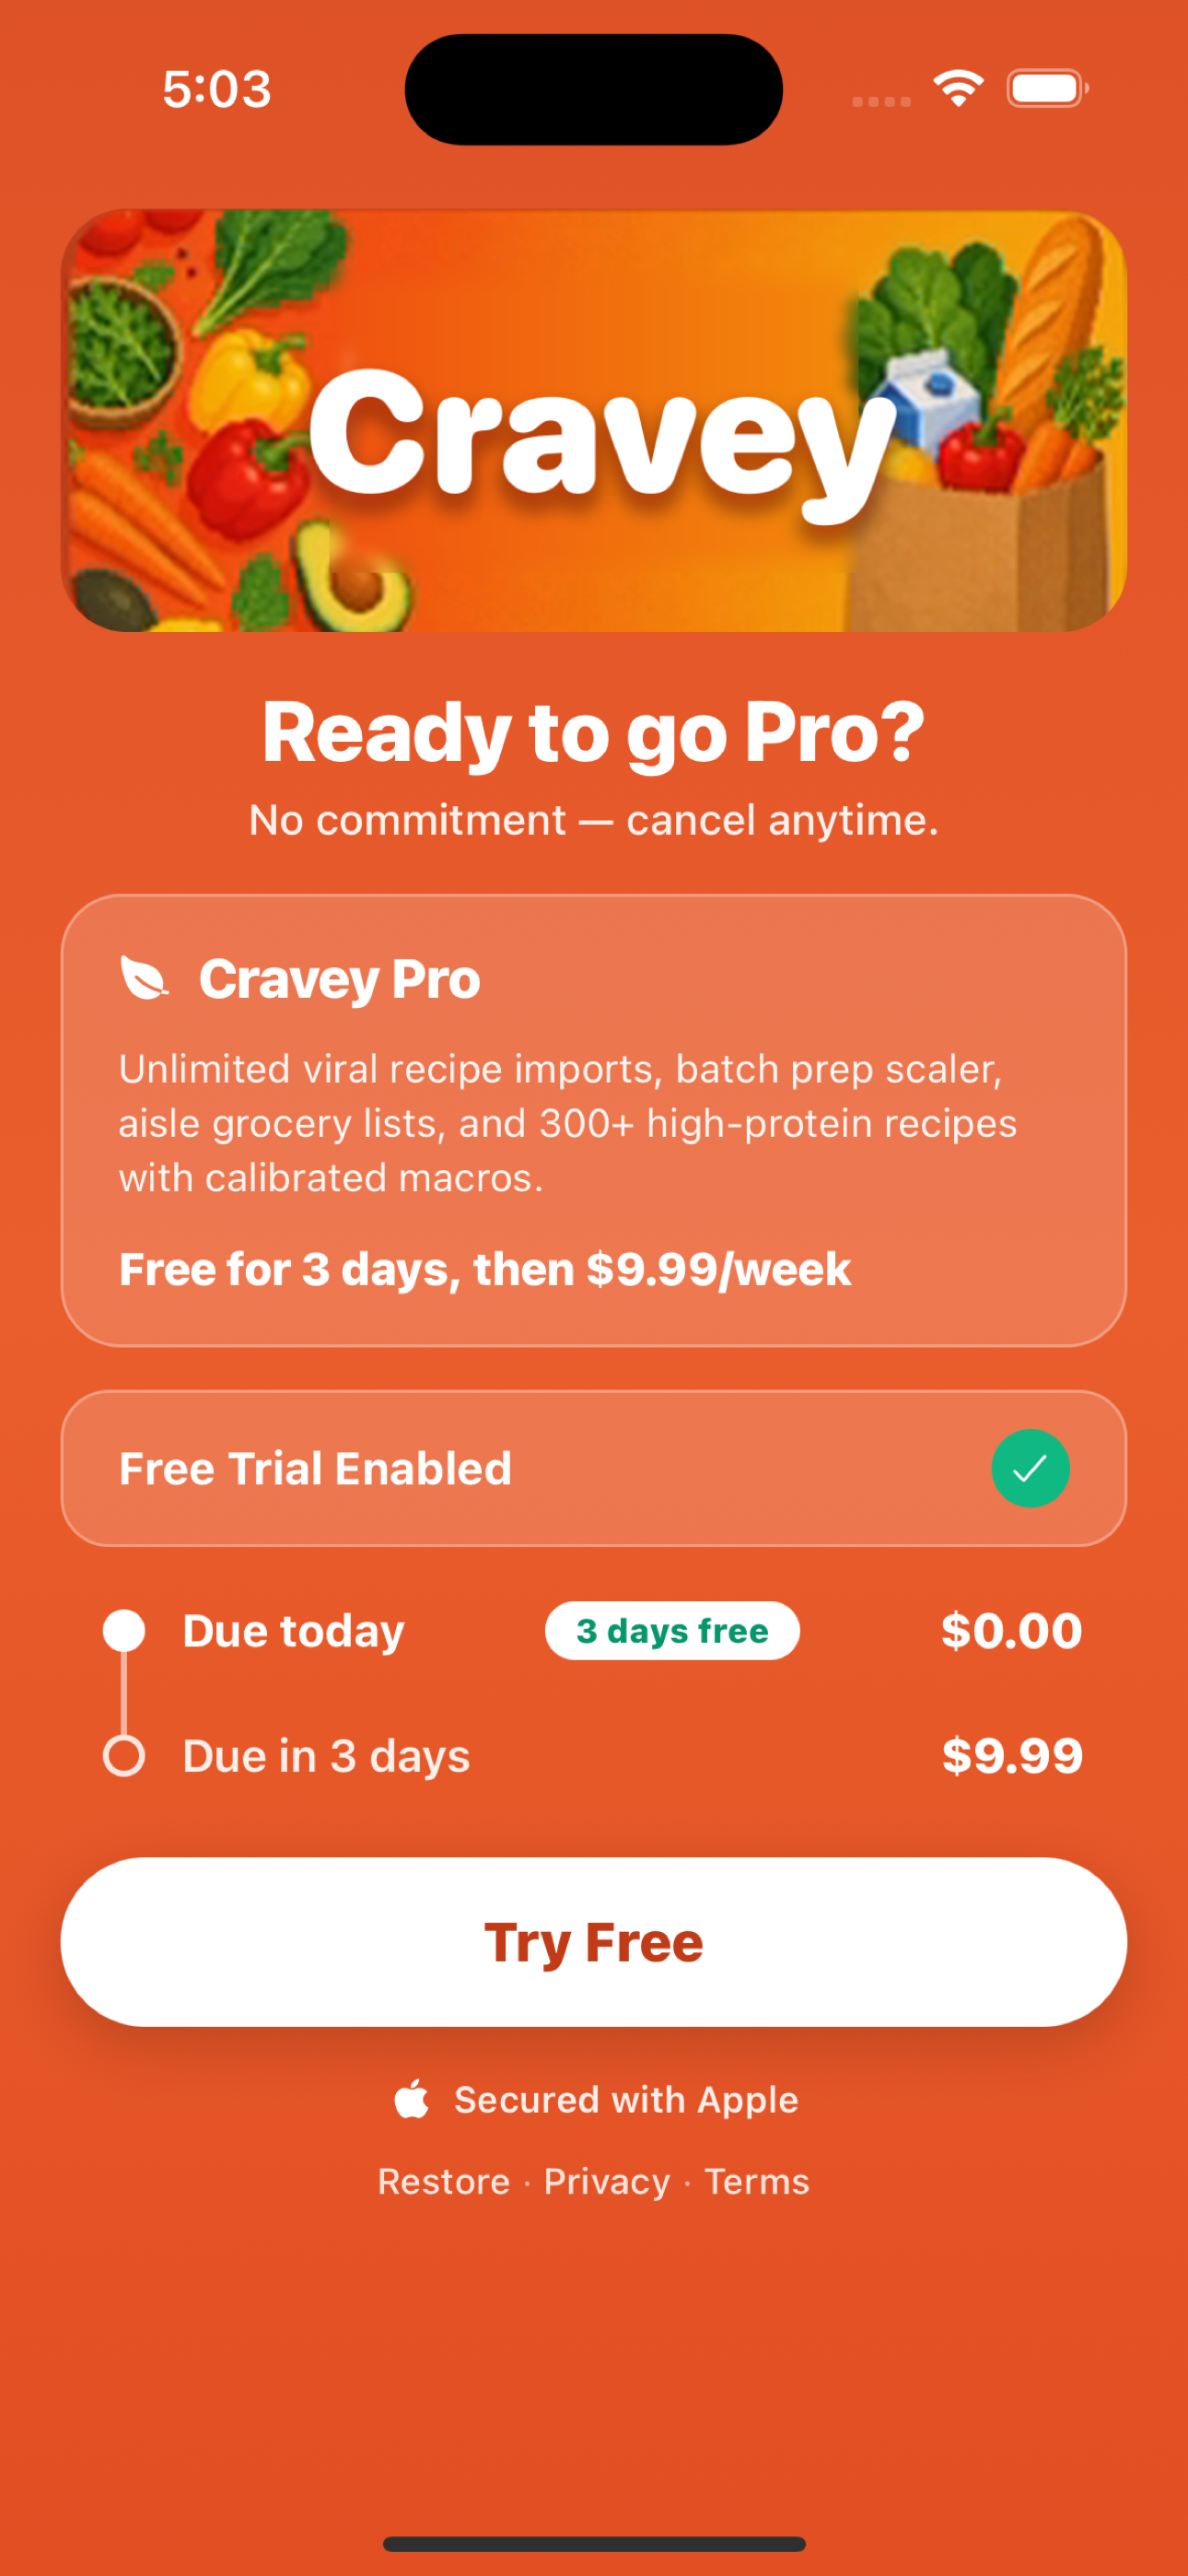 5:03
Cravey
Ready to go Pro?
No commitment — cancel anytime.
Cravey Pro
Unlimited viral recipe imports, batch prep scaler,
aisle grocery lists, and 300+ high-protein recipes
with calibrated macros.
Free for 3 days, then $9.99/week
Free Trial Enabled
Due today 3 days free $0.00
Due in 3 days $9.99
Try Free
Secured with Apple
Restore · Privacy · Terms